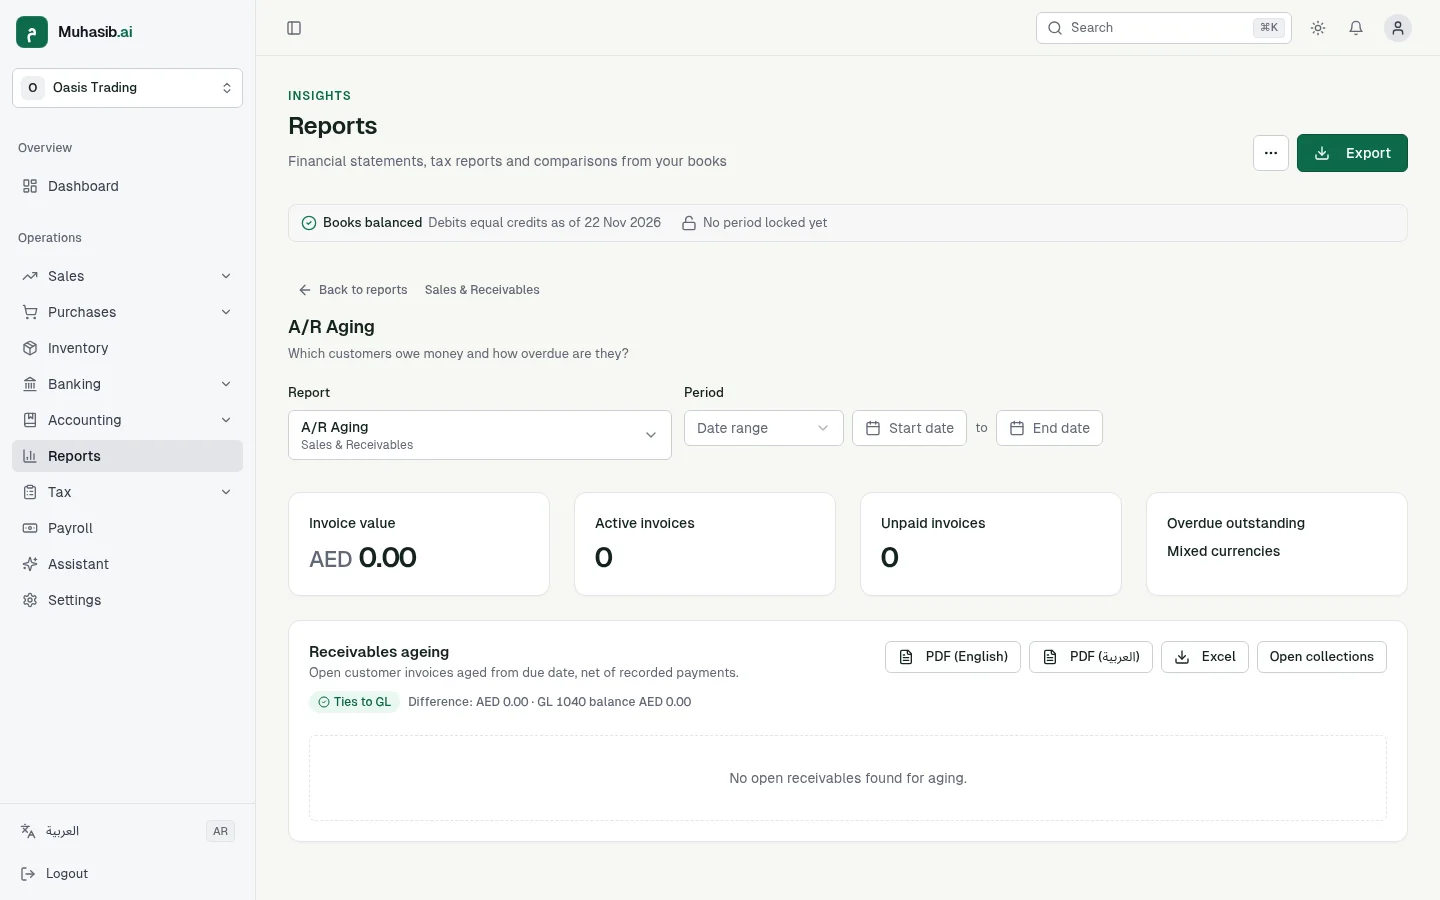 Muhasib.ai
O Oasis Trading
Overview
Dashboard
Operations
Sales
Purchases
Inventory
Banking
Accounting
Reports
Tax
Payroll
Assistant
Settings
العربية AR
Logout
Search ⌘K
INSIGHTS
Reports
Financial statements, tax reports and comparisons from your books
Export
Books balanced Debits equal credits as of 22 Nov 2026 No period locked yet
Back to reports Sales & Receivables
A/R Aging
Which customers owe money and how overdue are they?
Report
A/R Aging
Sales & Receivables
Period
Date range Start date to End date
Invoice value
AED 0.00
Active invoices
0
Unpaid invoices
0
Overdue outstanding
Mixed currencies
Receivables ageing
Open customer invoices aged from due date, net of recorded payments.
PDF (English) PDF (العربية) Excel Open collections
Ties to GL Difference: AED 0.00 · GL 1040 balance AED 0.00
No open receivables found for aging.